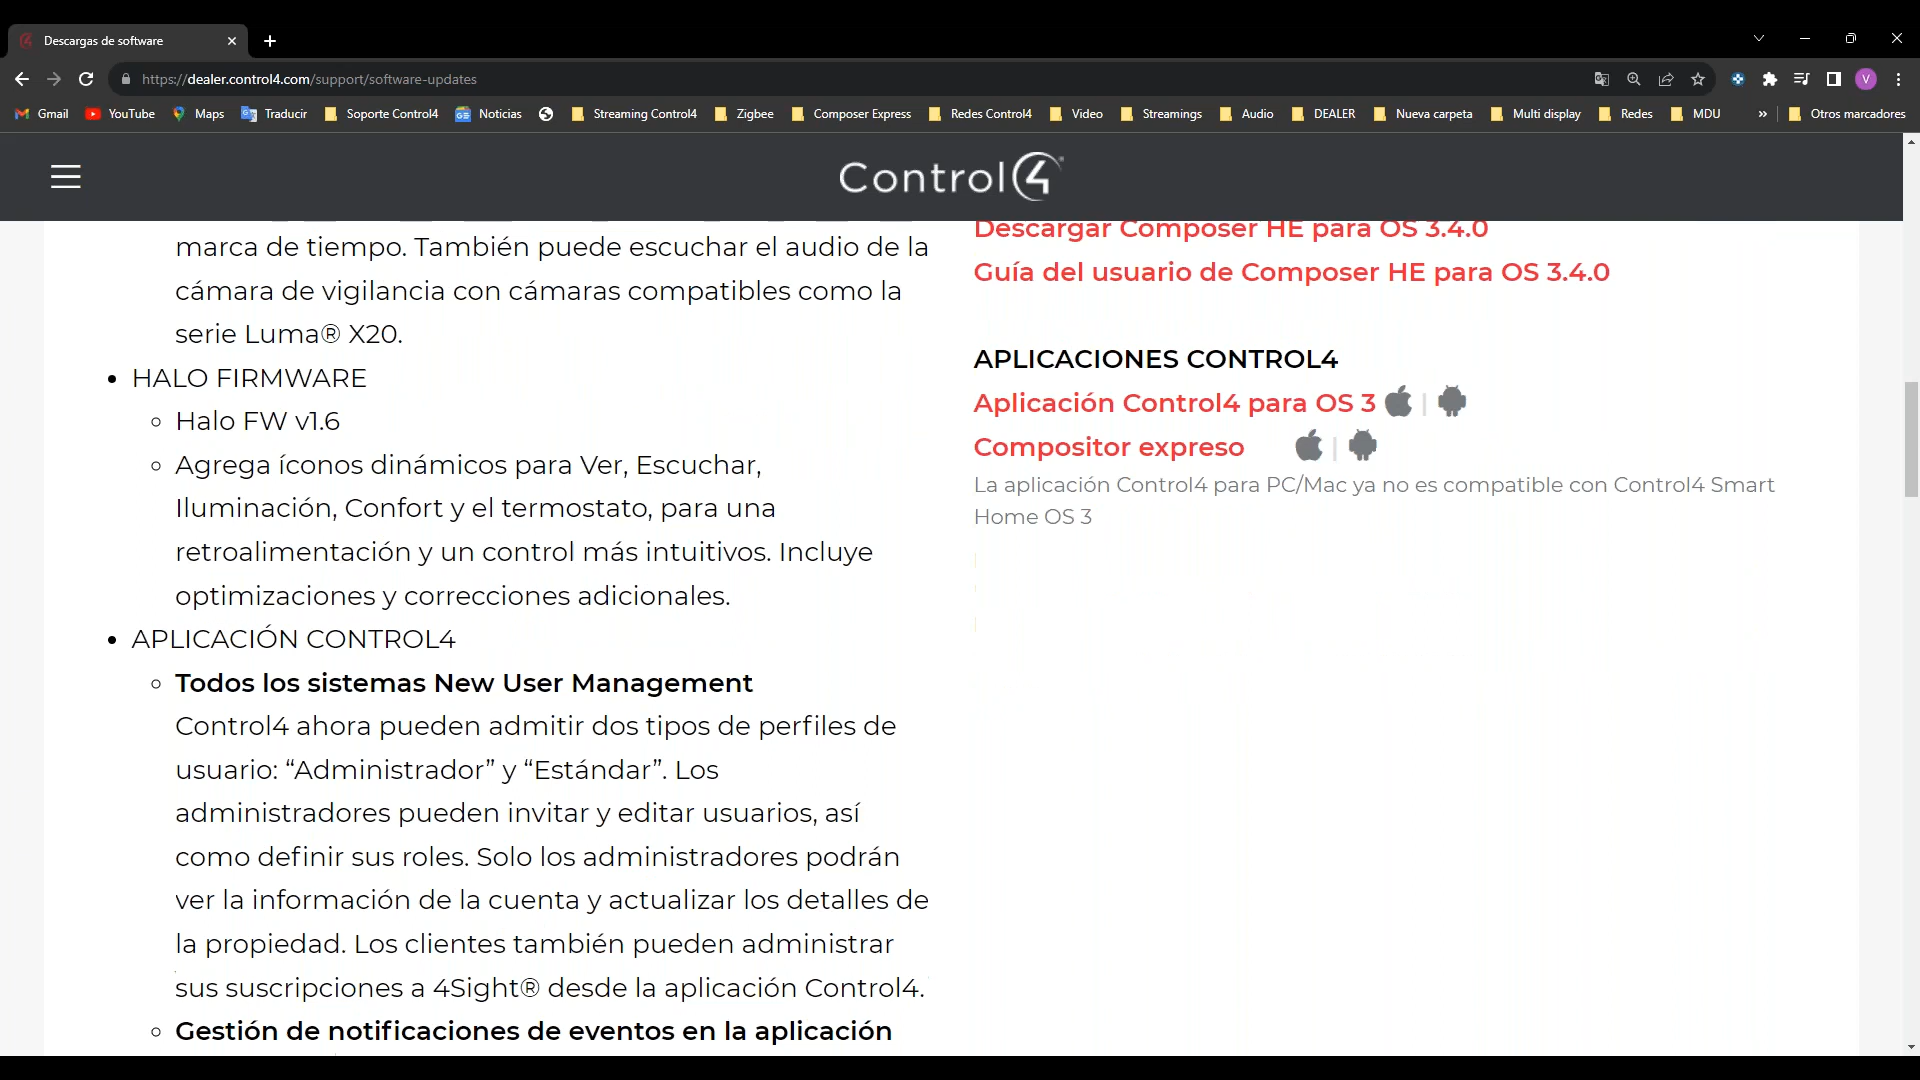 Descargas de software
https://dealer.control4.com/support/software-updates
V
Gmail YouTube Maps Traducir Soporte Control4 Noticias Streaming Control4 Zigbee Composer Express Redes Control4 Video Streamings Audio DEALER Nueva carpeta Multi display Redes MDU » Otros marcadores
Control4
marca de tiempo. También puede escuchar el audio de la
cámara de vigilancia con cámaras compatibles como la
serie Luma® X20.
• HALO FIRMWARE
Halo FW v1.6
Agrega íconos dinámicos para Ver, Escuchar,
Iluminación, Confort y el termostato, para una
retroalimentación y un control más intuitivos. Incluye
optimizaciones y correcciones adicionales.
• APLICACIÓN CONTROL4
Todos los sistemas New User Management
Control4 ahora pueden admitir dos tipos de perfiles de
usuario: “Administrador” y “Estándar”. Los
administradores pueden invitar y editar usuarios, así
como definir sus roles. Solo los administradores podrán
ver la información de la cuenta y actualizar los detalles de
la propiedad. Los clientes también pueden administrar
sus suscripciones a 4Sight® desde la aplicación Control4.
Gestión de notificaciones de eventos en la aplicación
Descargar Composer HE para OS 3.4.0
Guía del usuario de Composer HE para OS 3.4.0
APLICACIONES CONTROL4
Aplicación Control4 para OS 3 |
Compositor expreso |
La aplicación Control4 para PC/Mac ya no es compatible con Control4 Smart
Home OS 3